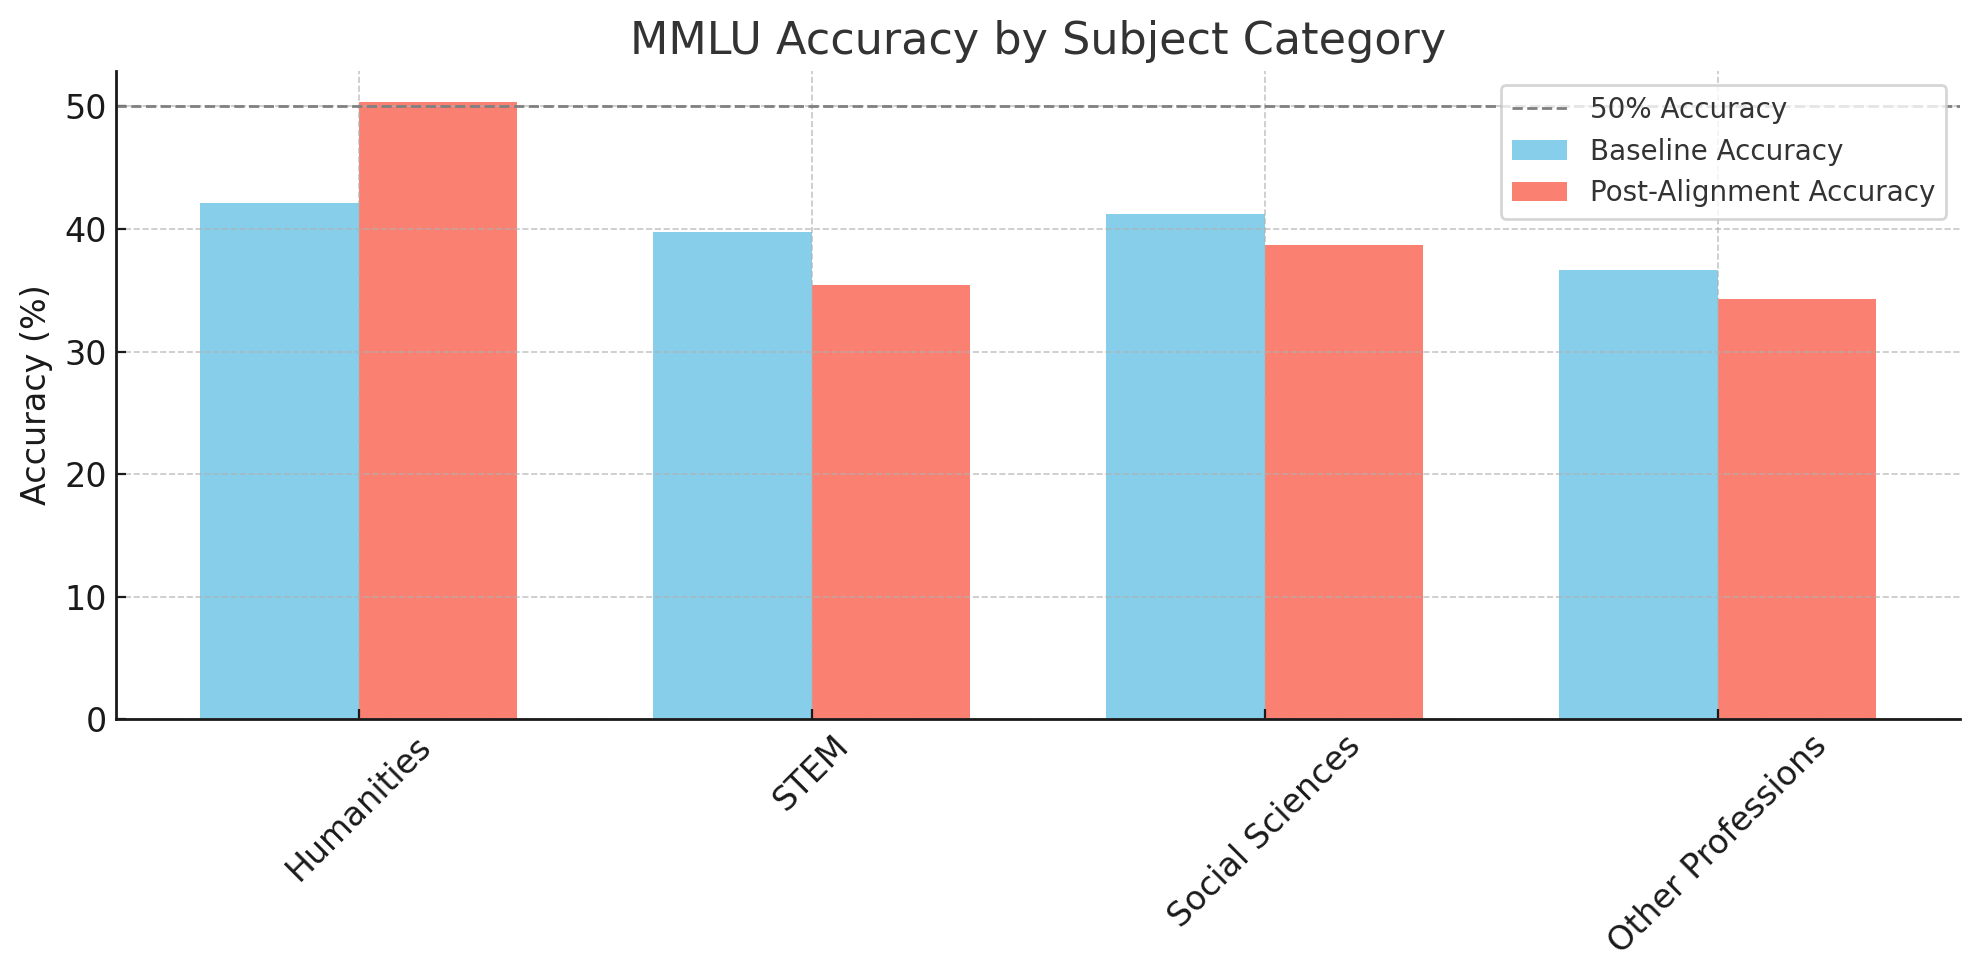 MMLU Accuracy by Subject Category
Accuracy (%)
50
40
30
20
10
0
50% Accuracy
Baseline Accuracy
Post-Alignment Accuracy
Humanities
STEM
Social Sciences
Other Professions